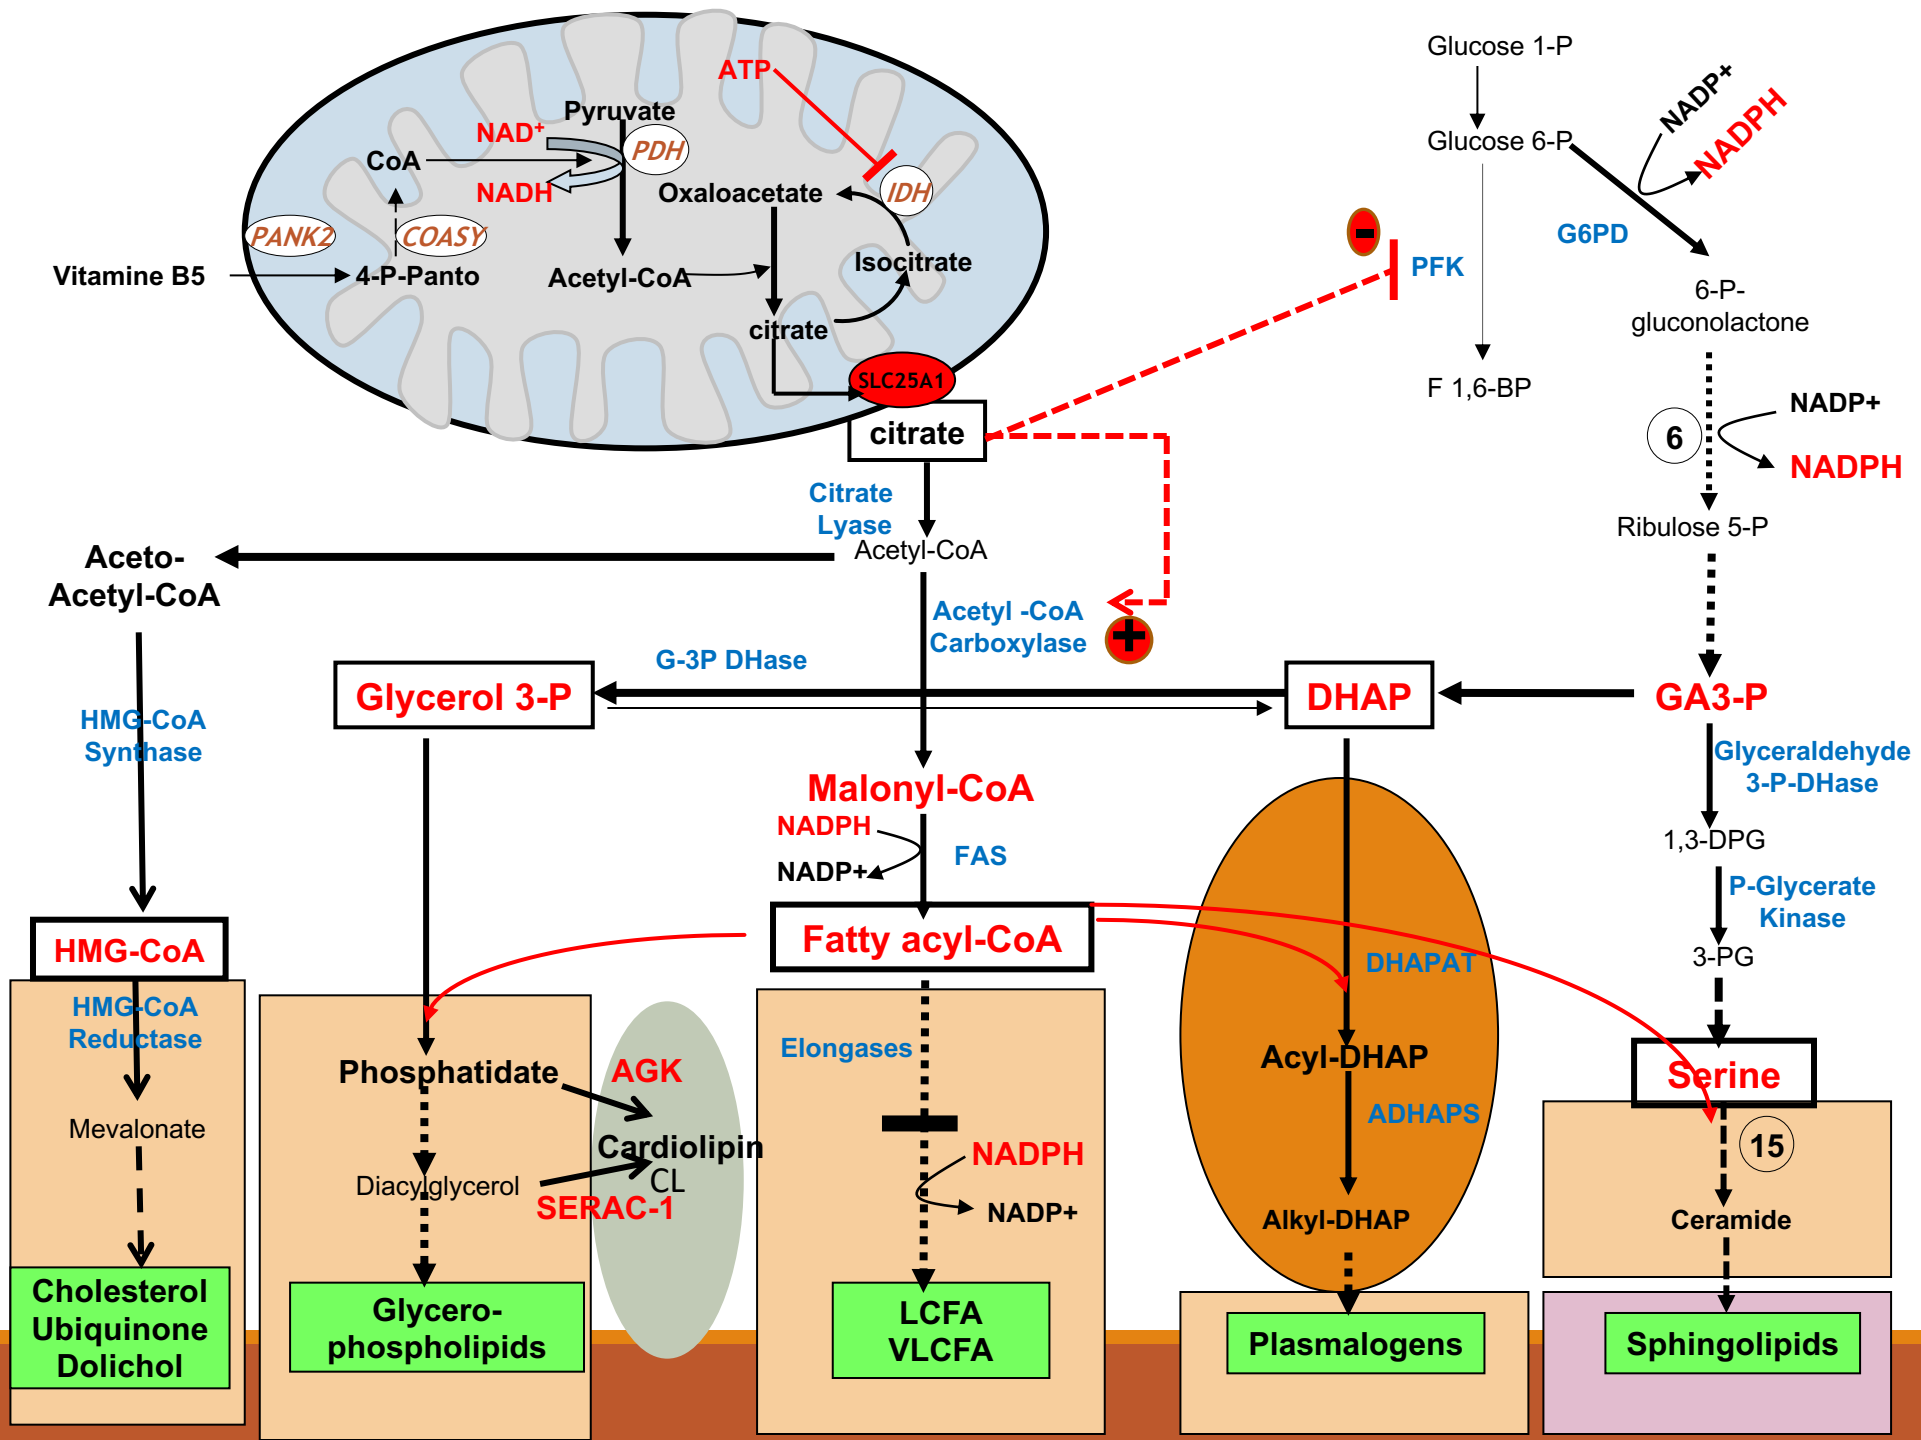 ATP
Pyruvate
NAD+
PDH
CoA
NADH
Oxaloacetate
IDH
PANK2
COASY
Vitamine B5
4-P-Panto
Acetyl-CoA
Isocitrate
citrate
SLC25A1
citrate
Glucose 1-P
NADP+
NADPH
Glucose 6-P
G6PD
-
PFK
6-P-
gluconolactone
F 1,6-BP
NADP+
6
NADPH
Ribulose 5-P
Citrate
Lyase
Acetyl-CoA
Aceto-
Acetyl-CoA
Acetyl -CoA
Carboxylase
+
G-3P DHase
Glycerol 3-P
DHAP
GA3-P
HMG-CoA
Synthase
Glyceraldehyde
3-P-DHase
Malonyl-CoA
NADPH
FAS
NADP+
1,3-DPG
P-Glycerate
Kinase
HMG-CoA
Fatty acyl-CoA
DHAPAT
3-PG
HMG-CoA
Reductase
Elongases
Phosphatidate
AGK
Acyl-DHAP
Serine
Mevalonate
ADHAPS
Cardiolipin
CL
NADPH
15
Diacylglycerol
SERAC-1
NADP+
Alkyl-DHAP
Ceramide
Cholesterol
Ubiquinone
Dolichol
Glycero-
phospholipids
LCFA
VLCFA
Plasmalogens
Sphingolipids